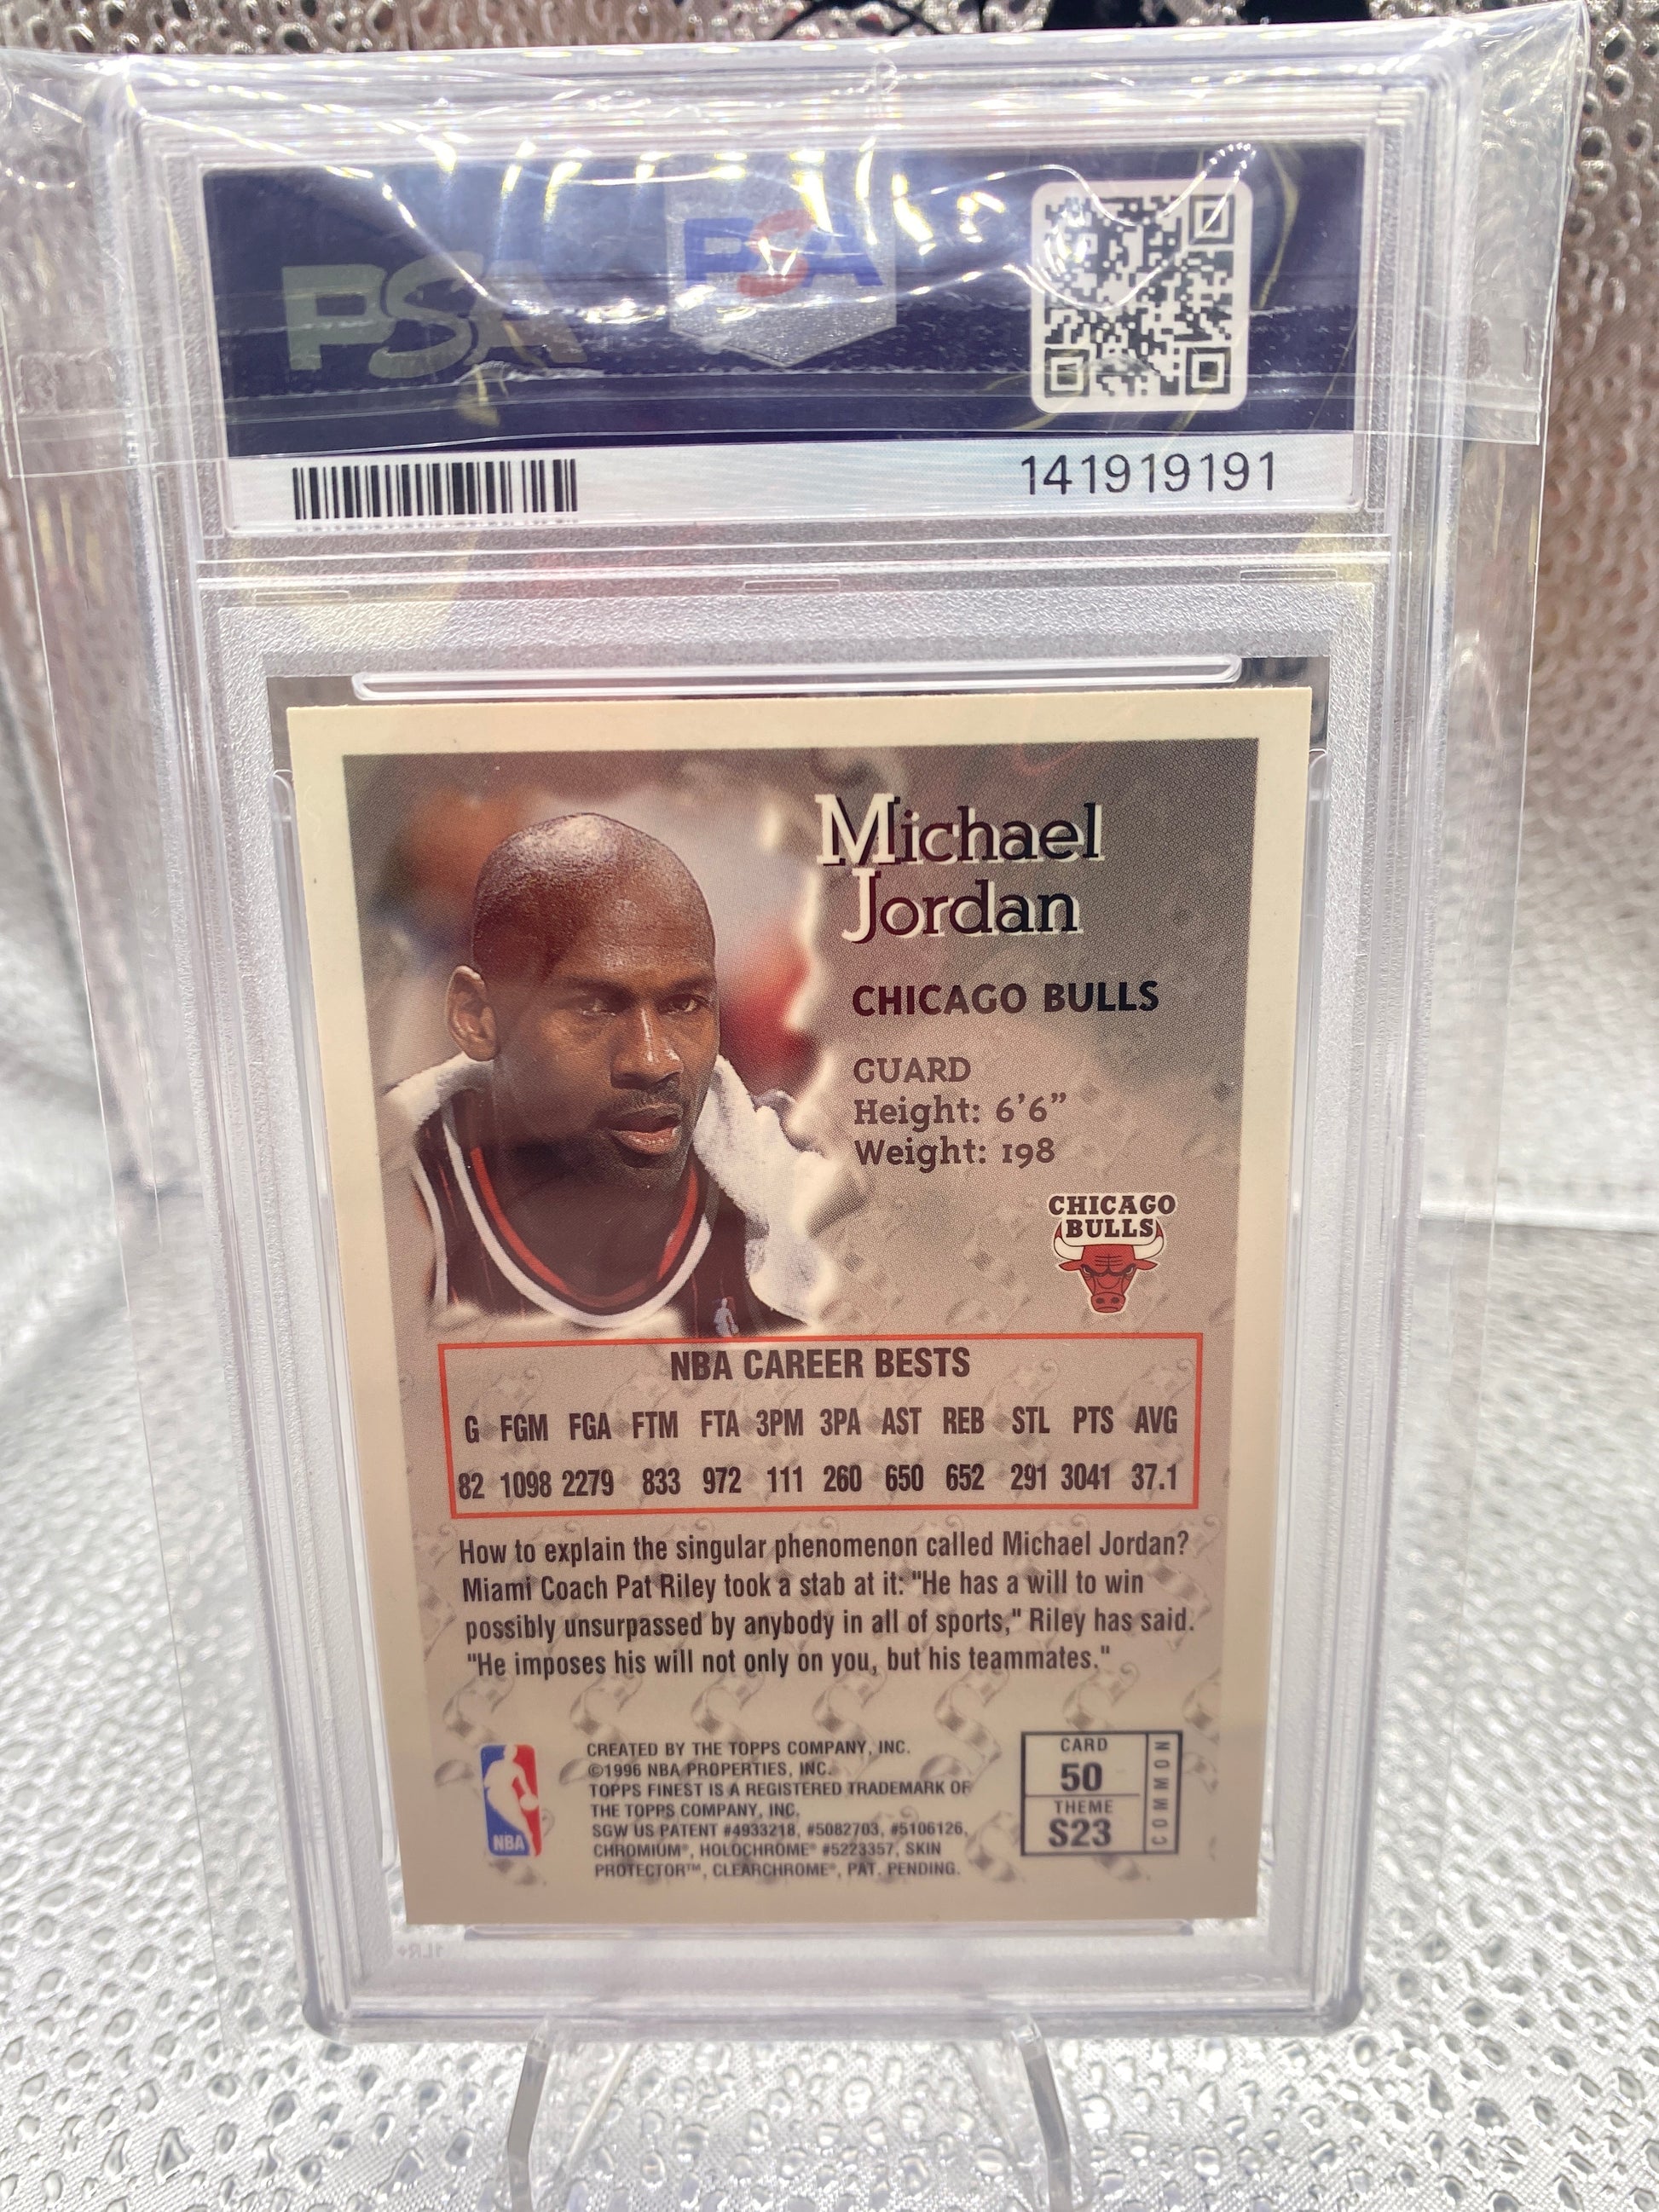 PSA
PSA
141919191
Michael
Jordan
CHICAGO BULLS
GUARD
Height: 6'6"
Weight: 198
CHICAGO
BULLS
NBA CAREER BESTS
G FGM FGA FTM FTA 3PM 3PA AST REB STL PTS AVG
82 1098 2279 833 972 111 260 650 652 291 3041 37.1
How to explain the singular phenomenon called Michael Jordan?
Miami Coach Pat Riley took a stab at it: "He has a will to win
possibly unsurpassed by anybody in all of sports," Riley has said.
"He imposes his will not only on you, but his teammates."
NBA
CREATED BY THE TOPPS COMPANY, INC.
©1996 NBA PROPERTIES, INC.
TOPPS FINEST IS A REGISTERED TRADEMARK OF
THE TOPPS COMPANY, INC.
SGW US PATENT #4933218, #5082703, #5106126,
CHROMIUM®, HOLOCHROME® #5223357, SKIN
PROTECTOR™, CLEARCHROME®, PAT. PENDING.
CARD
50
THEME
S23
COMMON